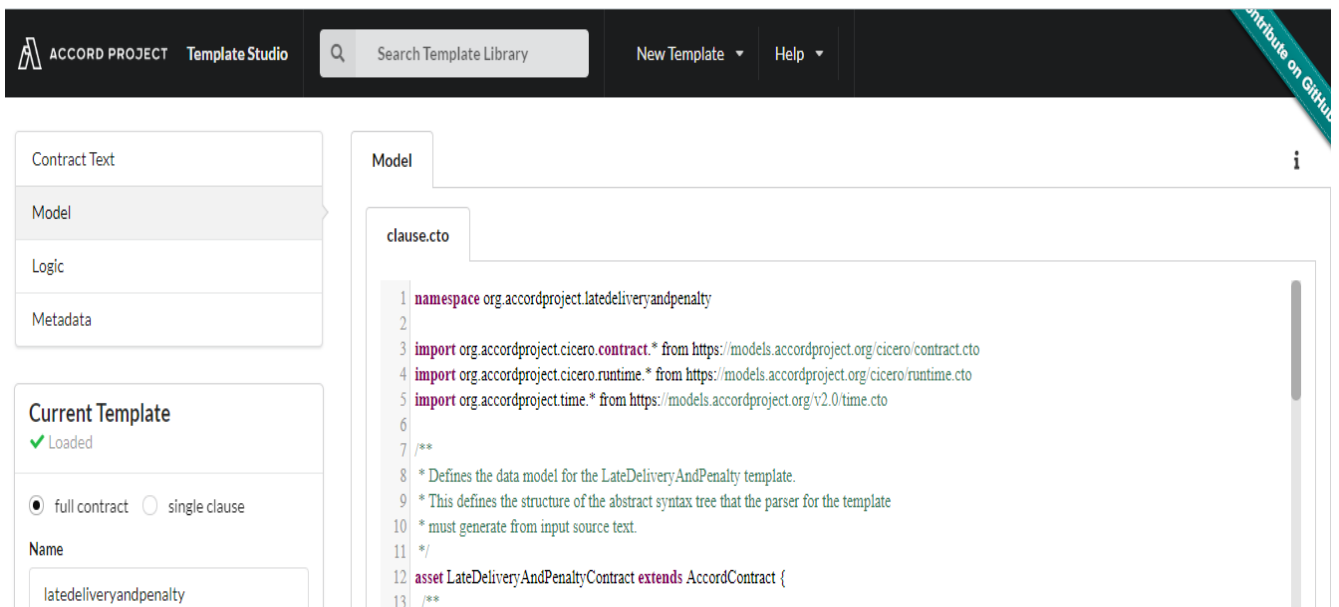 ACCORD PROJECT Template Studio Search Template Library New Template Help
Contribute on GitHub
Contract Text
Model
Logic
Metadata
Current Template
Loaded
full contract single clause
Name
latedeliveryandpenalty
Model
clause.cto
1 namespace org.accordproject.latedeliveryandpenalty
2
3 import org.accordproject.cicero.contract.* from https://models.accordproject.org/cicero/contract.cto
4 import org.accordproject.cicero.runtime.* from https://models.accordproject.org/cicero/runtime.cto
5 import org.accordproject.time.* from https://models.accordproject.org/v2.0/time.cto
6
7 /**
8 * Defines the data model for the LateDeliveryAndPenalty template.
9 * This defines the structure of the abstract syntax tree that the parser for the template
10 * must generate from input source text.
11 */
12 asset LateDeliveryAndPenaltyContract extends AccordContract {
13 /**